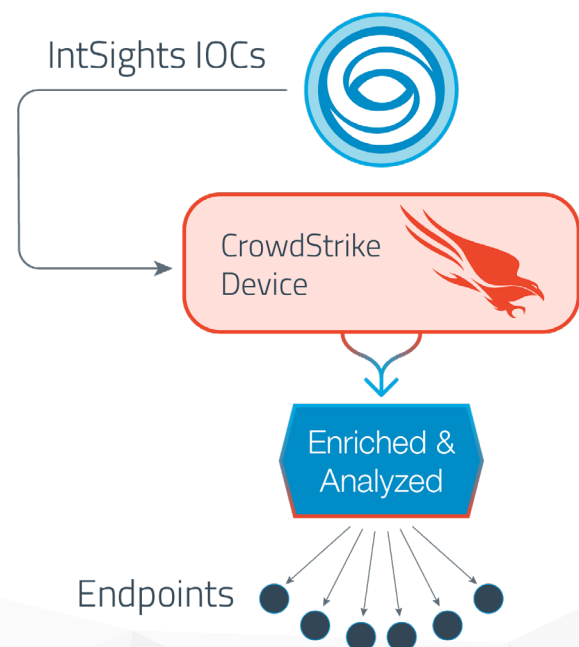 IntSights IOCs
CrowdStrike
Device
Enriched &
Analyzed
Endpoints